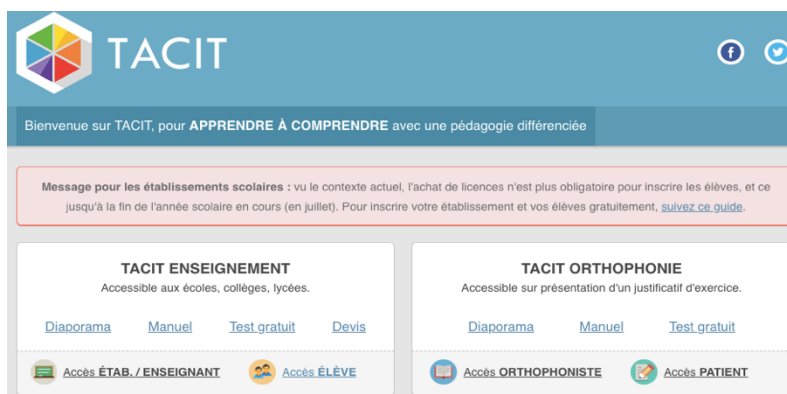 TACIT
Bienvenue sur TACIT, pour APPRENDRE À COMPRENDRE avec une pédagogie différenciée
Message pour les établissements scolaires : vu le contexte actuel, l'achat de licences n'est plus obligatoire pour inscrire les élèves, et ce
jusqu'à la fin de l'année scolaire en cours (en juillet). Pour inscrire votre établissement et vos élèves gratuitement, suivez ce guide.
TACIT ENSEIGNEMENT
Accessible aux écoles, collèges, lycées.
Diaporama Manuel Test gratuit Devis
Accès ÉTAB. / ENSEIGNANT Accès ÉLÈVE
TACIT ORTHOPHONIE
Accessible sur présentation d'un justificatif d'exercice.
Diaporama Manuel Test gratuit
Accès ORTHOPHONISTE Accès PATIENT